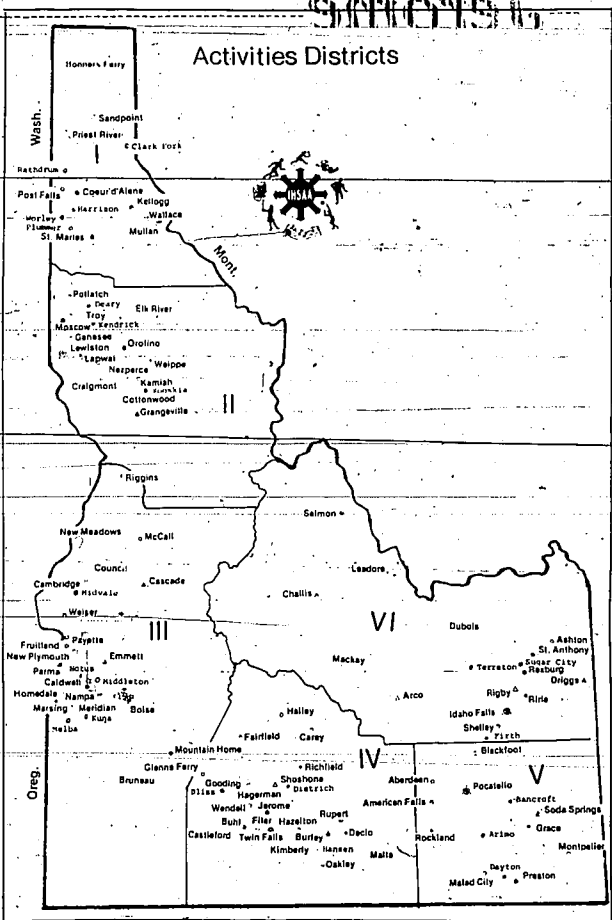 Activities Districts
Bonners Ferry
Wash.
Sandpoint
Priest River
I
Clark Fork
Rathdrum
Post Falls
Coeur d'Alene
Harrison
Kellogg
Worley
Wallace
Plummer
Mullan
St. Maries
IHSAA
Mont.
Potlatch
Deary
Troy
Elk River
Moscow
Kendrick
Genesee
Lewiston
Orofino
Lapwai
Nezperce
Weippe
Craigmont
Kamiah
Kooskia
Cottonwood
Grangeville
II
Riggins
Salmon
New Meadows
McCall
Council
Leadore
Cambridge
Cascade
Midvale
Challis
Weiser
III
VI
Dubois
Payette
Fruitland
New Plymouth
Emmett
Parma
Notus
Caldwell
Middleton
Homedale
Nampa
Marsing
Meridian
Boise
Kuna
Melba
Mackay
Ashton
St. Anthony
Sugar City
Terreton
Rexburg
Driggs
Rigby
Ririe
Arco
Idaho Falls
Shelley
Firth
Hailey
Fairfield
Carey
Mountain Home
IV
Blackfoot
Oreg.
Glenns Ferry
Richfield
Bruneau
Gooding
Shoshone
Aberdeen
V
Bliss
Dietrich
Pocatello
Hagerman
Wendell
Jerome
American Falls
Bancroft
Buhl
Filer
Hazelton
Rupert
Soda Springs
Castleford
Twin Falls
Burley
Declo
Rockland
Arimo
Grace
Kimberly
Hansen
Malta
Montpelier
Oakley
Dayton
Malad City
Preston